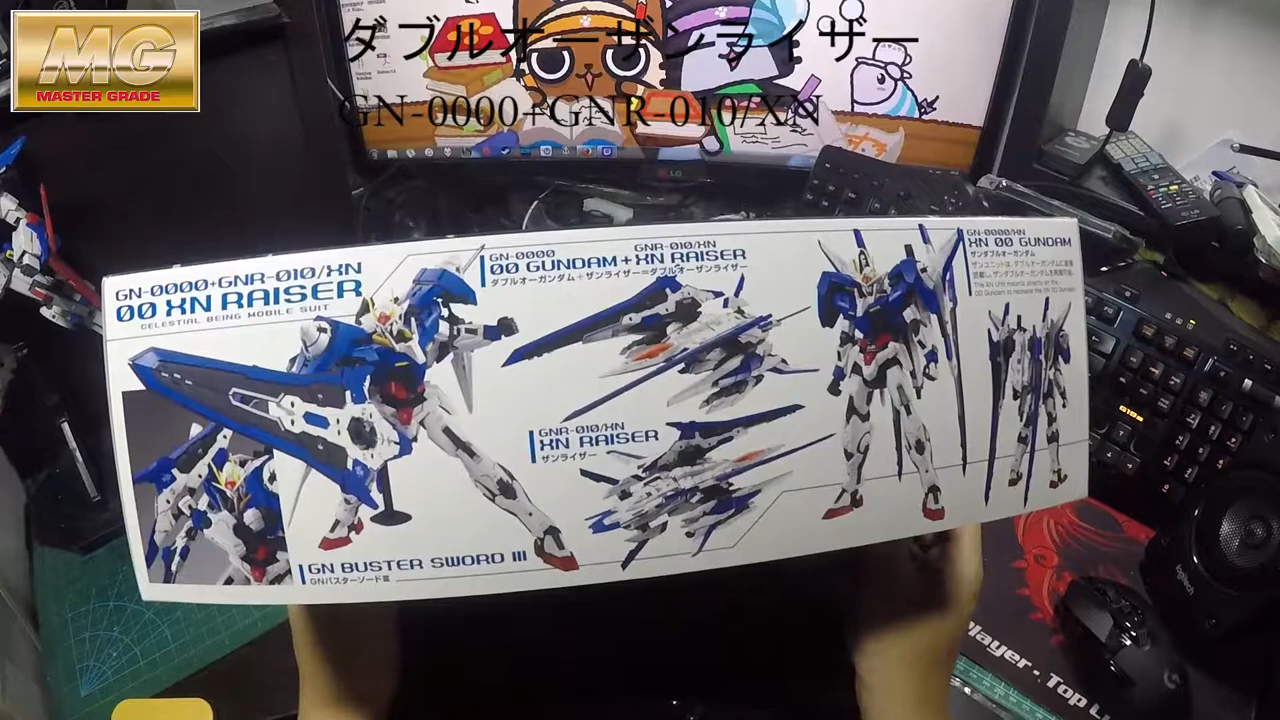 MG
MASTER GRADE
ダブルオーザンライザー
GN-0000+GNR-010/XN
LG
GN-0000+GNR-010/XN
00 XN RAISER
CELESTIAL BEING MOBILE SUIT
GN-0000
GNR-010/XN
00 GUNDAM + XN RAISER
ダブルオーガンダム＋ザンライザー＝ダブルオーザンライザー
GNR-010/XN
XN RAISER
ザンライザー
GN-0000/XN
XN 00 GUNDAM
ザンダブルオーガンダム
GN BUSTER SWORD III
GNバスターソードⅢ
G10
logitech
layer - Top L